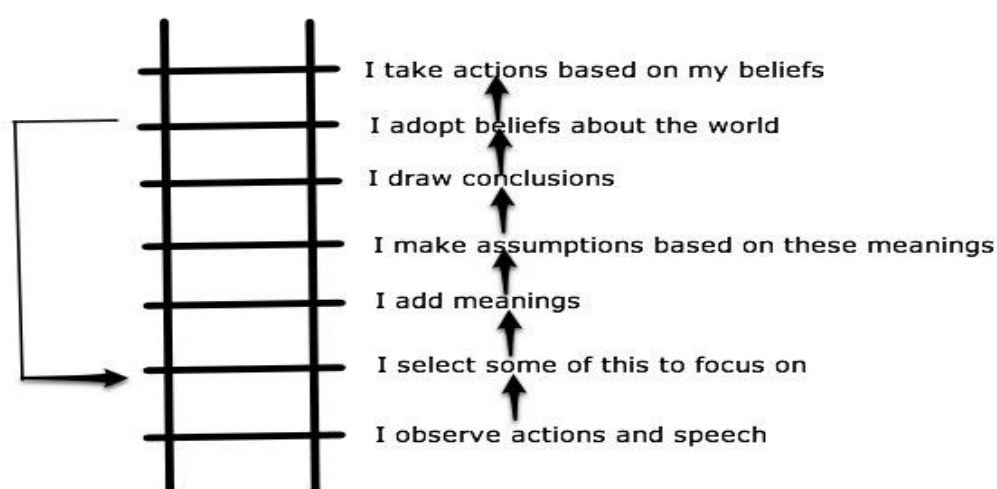 I take actions based on my beliefs
I adopt beliefs about the world
I draw conclusions
I make assumptions based on these meanings
I add meanings
I select some of this to focus on
I observe actions and speech